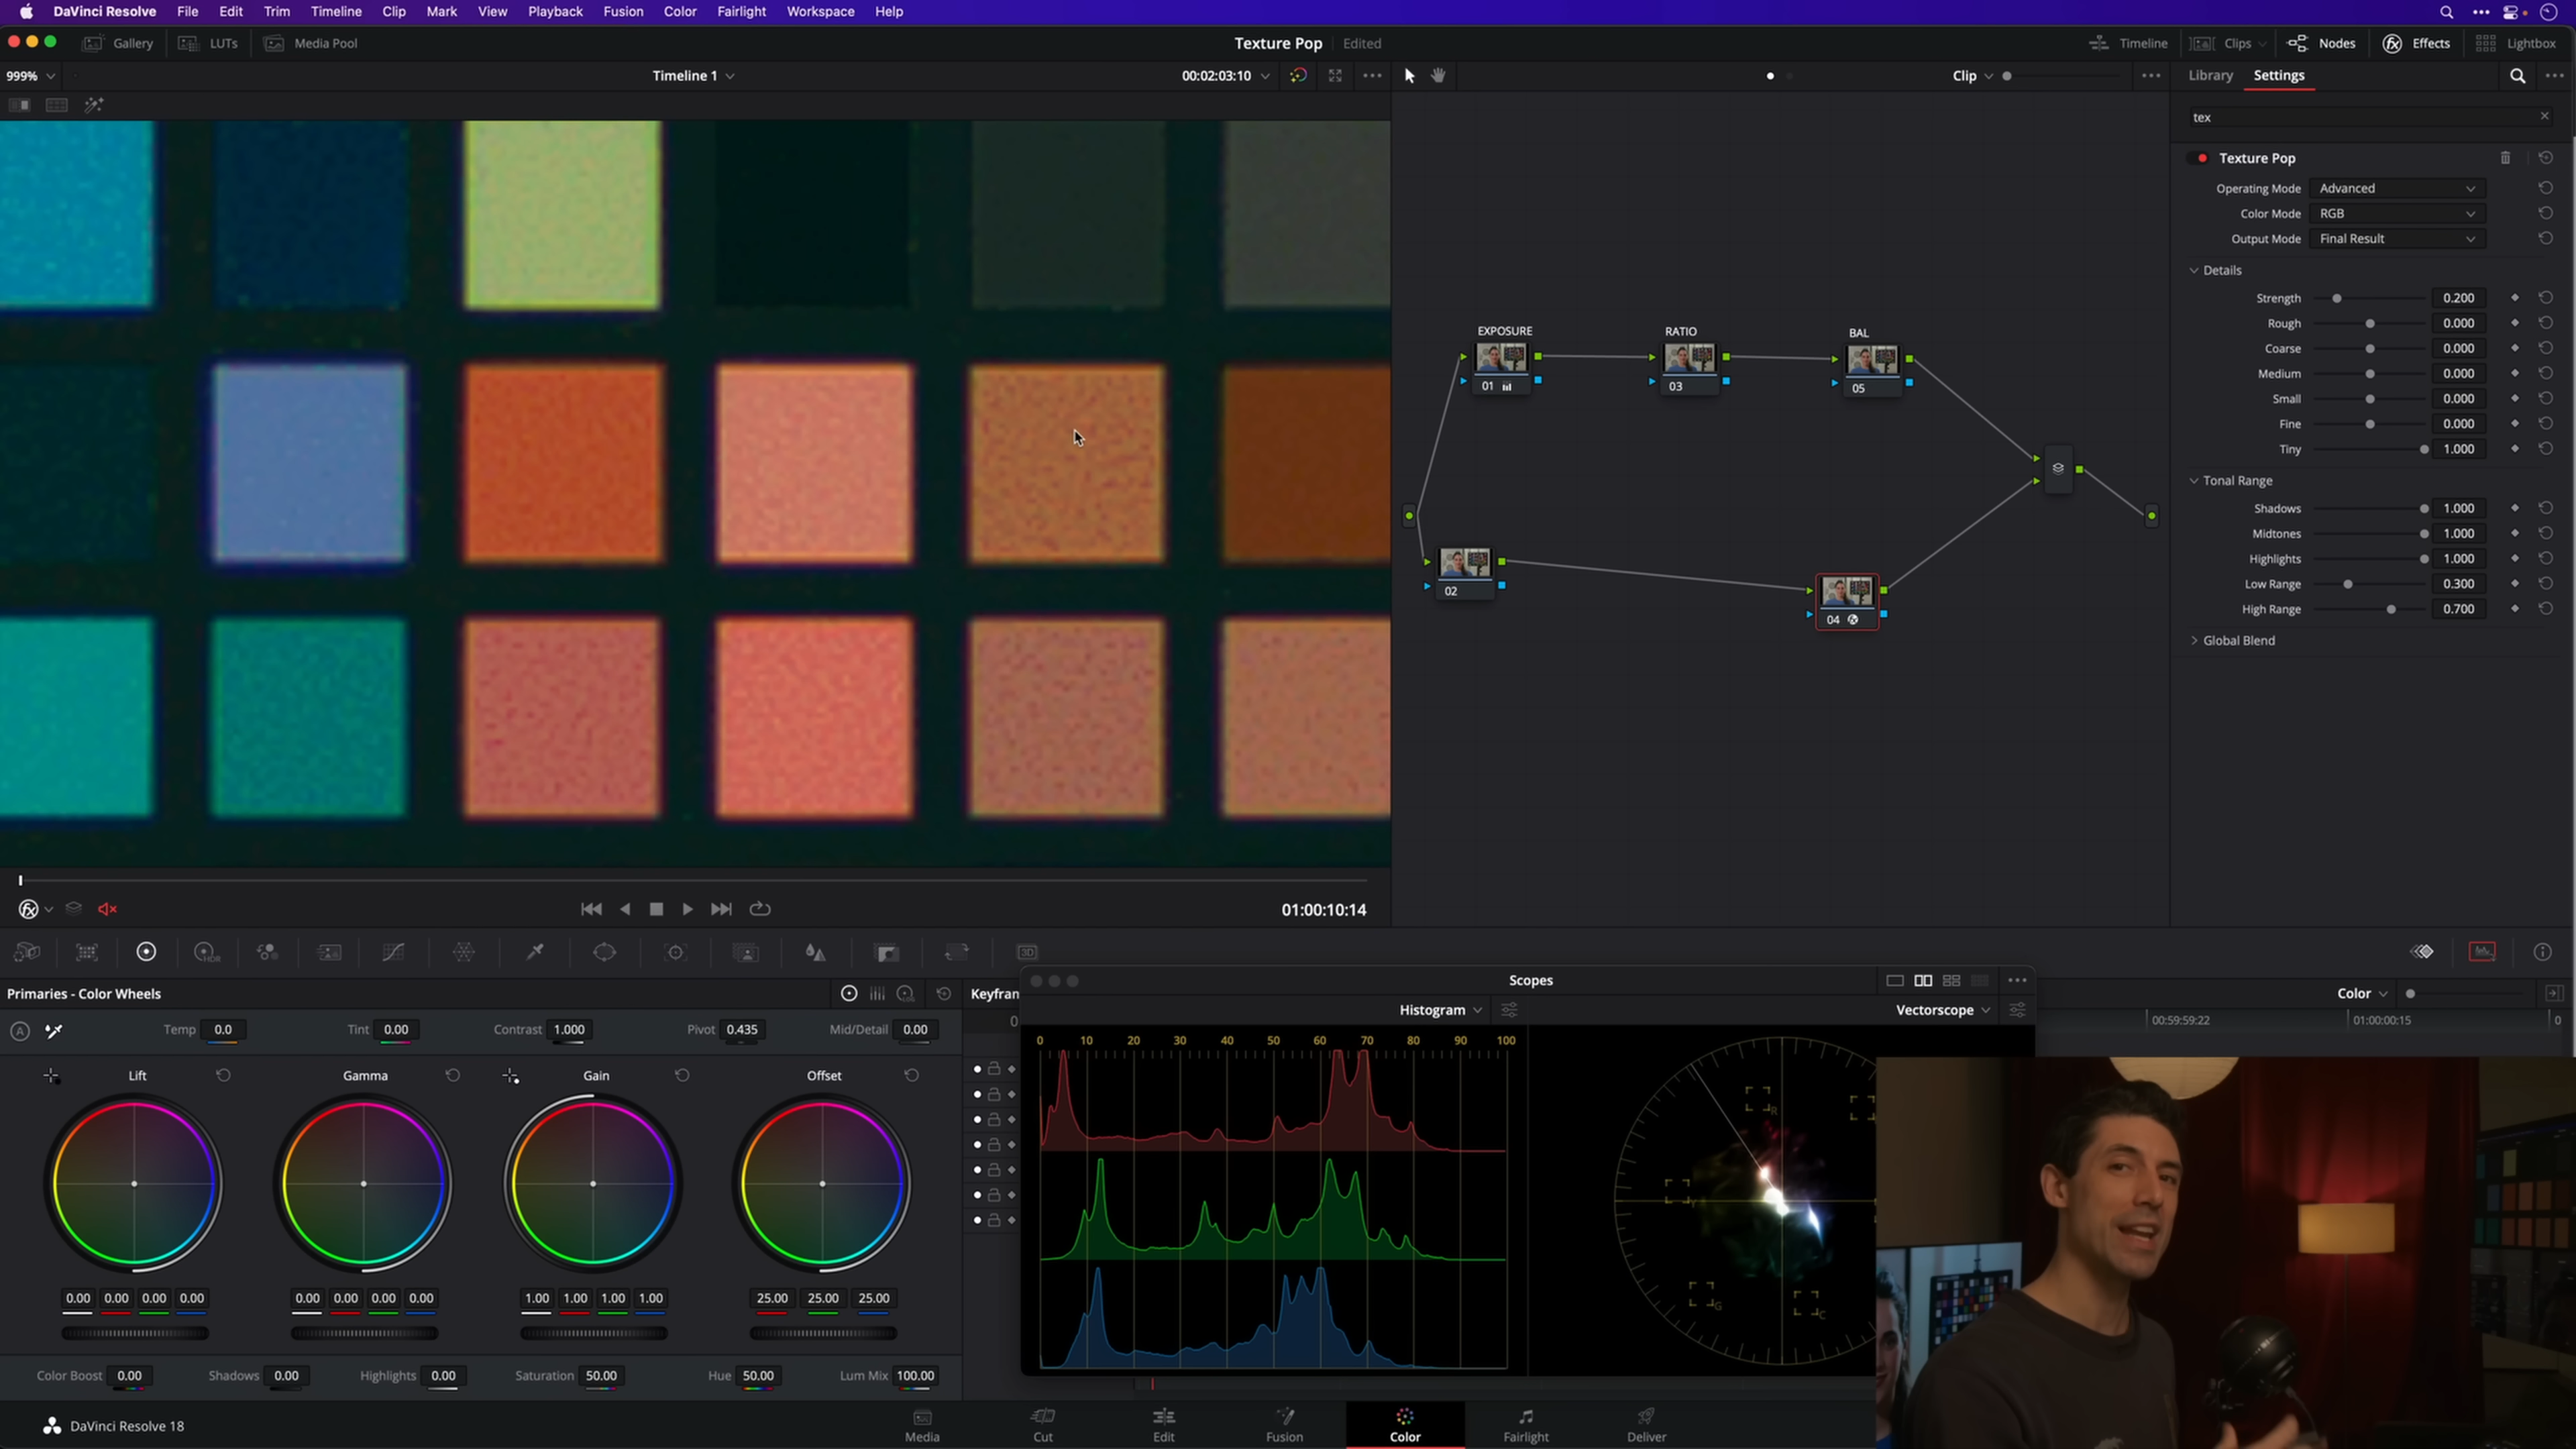 DaVinci Resolve File Edit Trim Timeline Clip Mark View Playback Fusion Color Fairlight Workspace Help
Gallery LUTs Media Pool Texture Pop Edited Timeline Clips Nodes Effects Lightbox
999% Timeline 1 00:02:03:10 Clip Library Settings
tex
Texture Pop
Operating Mode Advanced
Color Mode RGB
Output Mode Final Result
Details
Strength 0.200
Rough 0.000
Coarse 0.000
Medium 0.000
Small 0.000
Fine 0.000
Tiny 1.000
Tonal Range
Shadows 1.000
Midtones 1.000
Highlights 1.000
Low Range 0.300
High Range 0.700
Global Blend
EXPOSURE RATIO BAL
01 03 05
02 04
01:00:10:14
HDR 3D
Primaries - Color Wheels Keyfran Scopes Color
Histogram Vectorscope
00:59:59:22 01:00:00:15 0
A Temp 0.0 Tint 0.00 Contrast 1.000 Pivot 0.435 Mid/Detail 0.00 0
0 10 20 30 40 50 60 70 80 90 100
Lift Gamma Gain Offset
R
G C
0.00 0.00 0.00 0.00 0.00 0.00 0.00 0.00 1.00 1.00 1.00 1.00 25.00 25.00 25.00
Color Boost 0.00 Shadows 0.00 Highlights 0.00 Saturation 50.00 Hue 50.00 Lum Mix 100.00
DaVinci Resolve 18 Media Cut Edit Fusion Color Fairlight Deliver